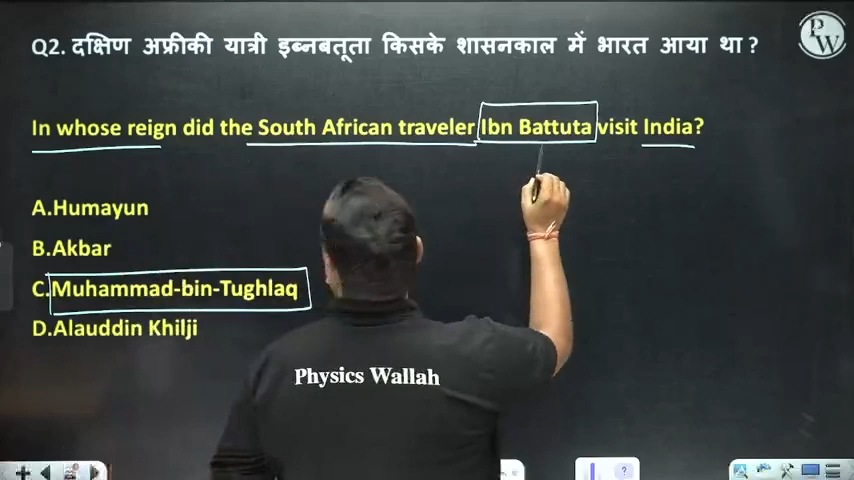 Q2. दक्षिण अफ्रीकी यात्री इब्नबतूता किसके शासनकाल में भारत आया था ?
PW
In whose reign did the South African traveler Ibn Battuta visit India?
A.Humayun
B.Akbar
C.Muhammad-bin-Tughlaq
D.Alauddin Khilji
Physics Wallah